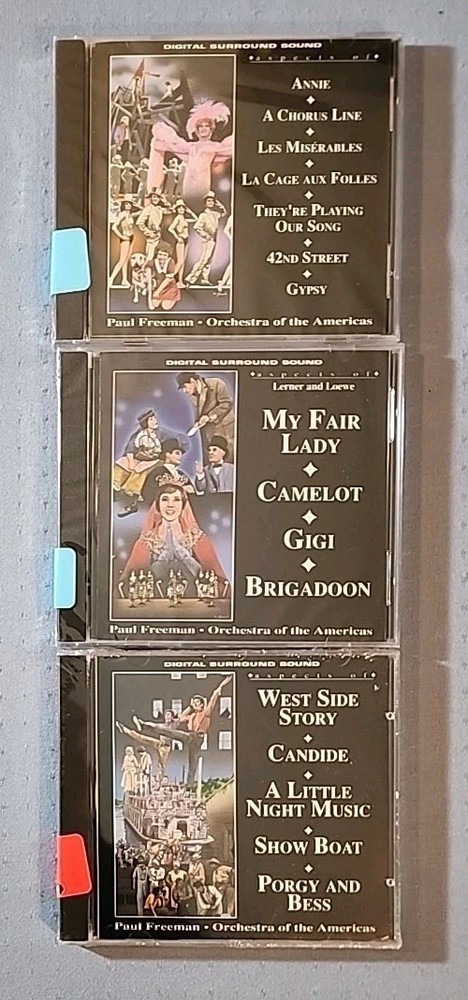 DIGITAL SURROUND SOUND
aspects of
ANNIE
A CHORUS LINE
LES MISÉRABLES
LA CAGE AUX FOLLES
THEY'RE PLAYING
OUR SONG
42ND STREET
GYPSY
Paul Freeman • Orchestra of the Americas
DIGITAL SURROUND SOUND
aspects of
Lerner and Loewe
MY FAIR
LADY
CAMELOT
GIGI
BRIGADOON
Paul Freeman • Orchestra of the Americas
DIGITAL SURROUND SOUND
aspects of
WEST SIDE
STORY
CANDIDE
A LITTLE
NIGHT MUSIC
SHOW BOAT
PORGY AND
BESS
Paul Freeman • Orchestra of the Americas